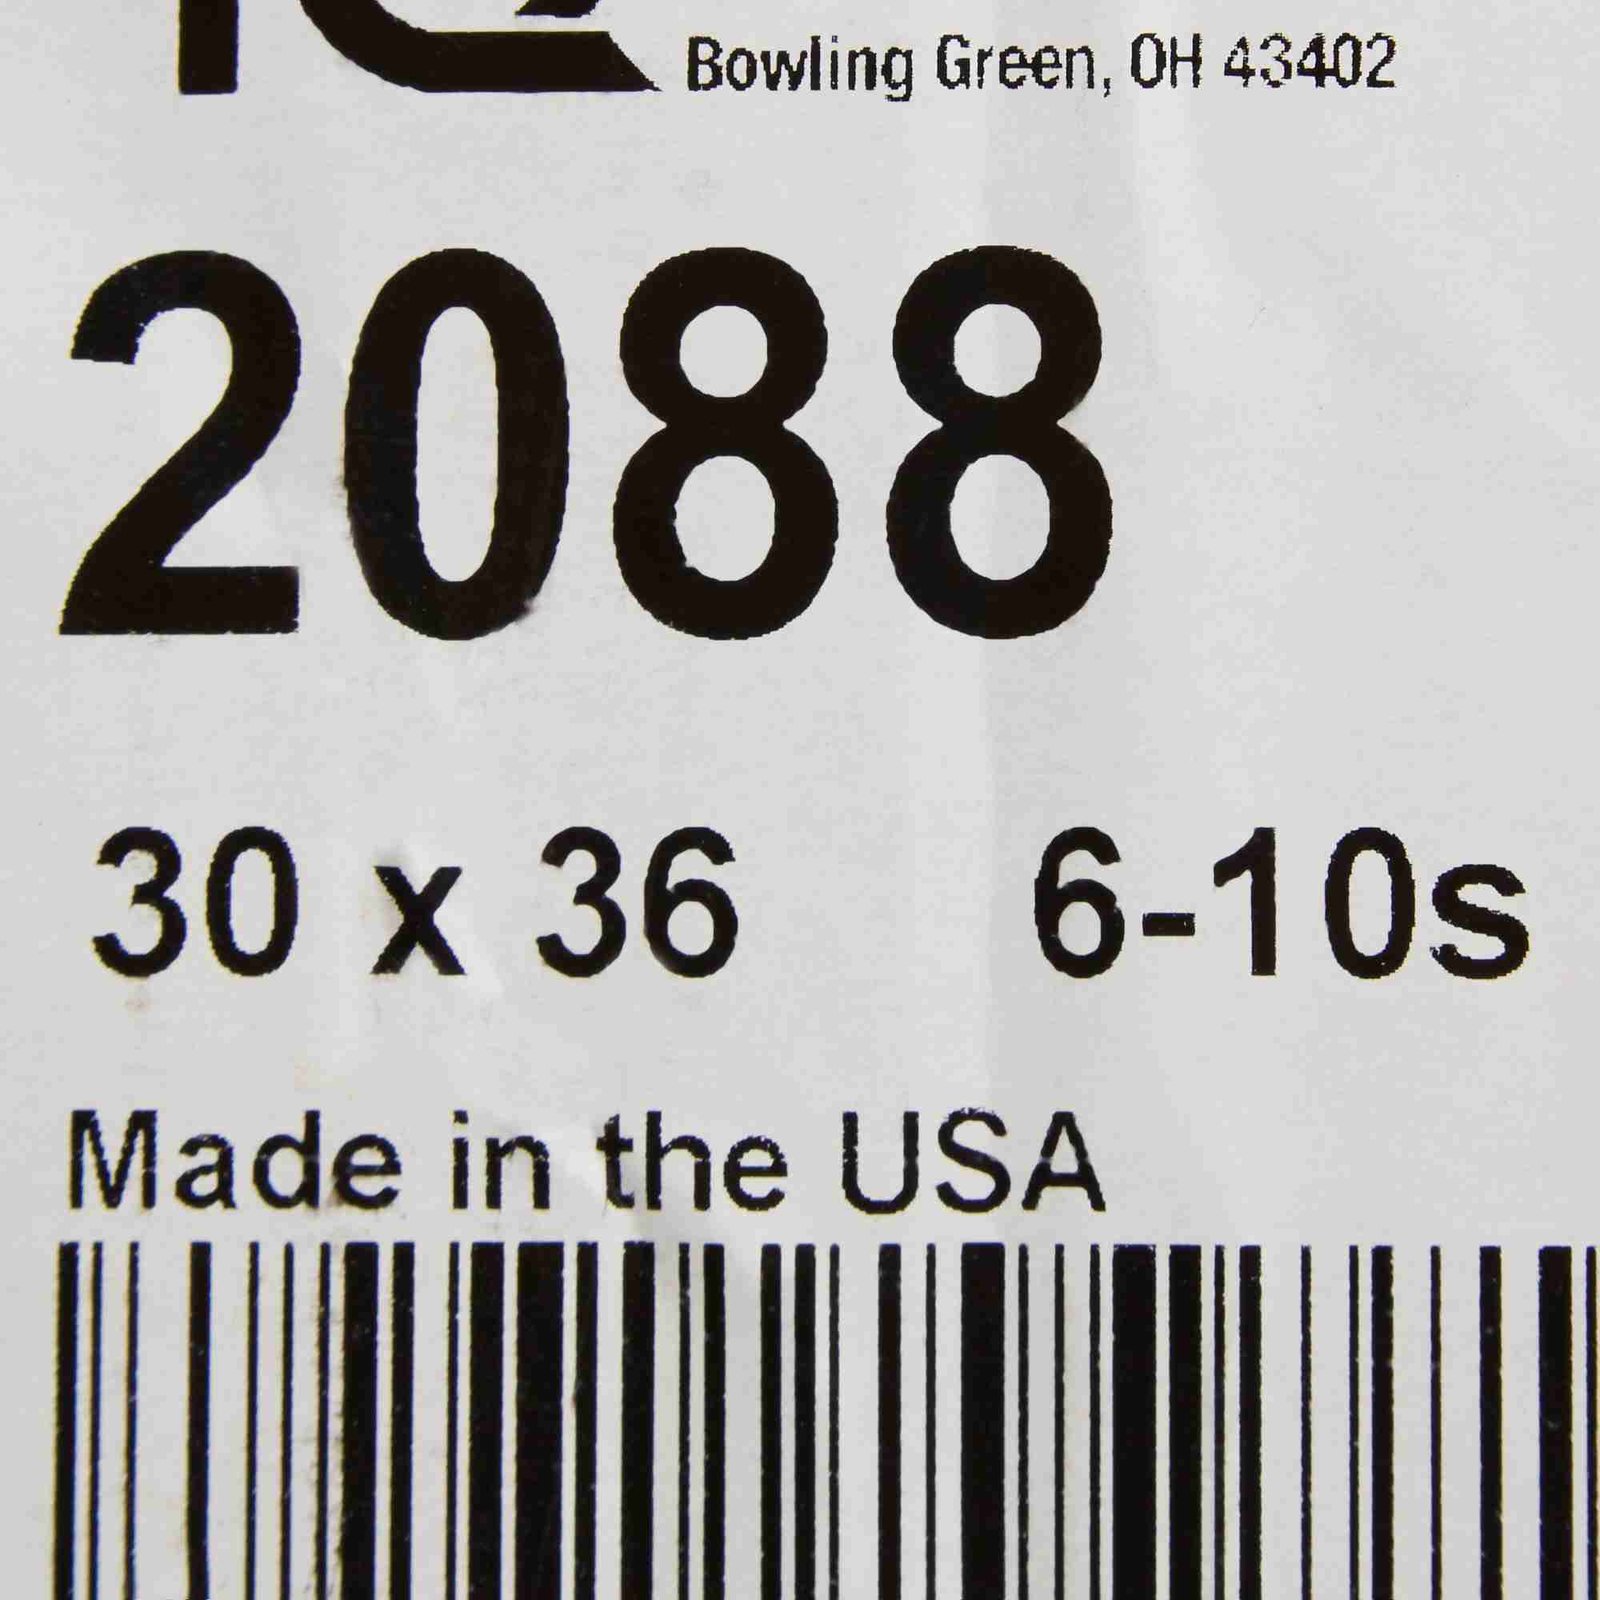 Bowling Green, OH 43402
2088
30 x 36 6-10s
Made in the USA